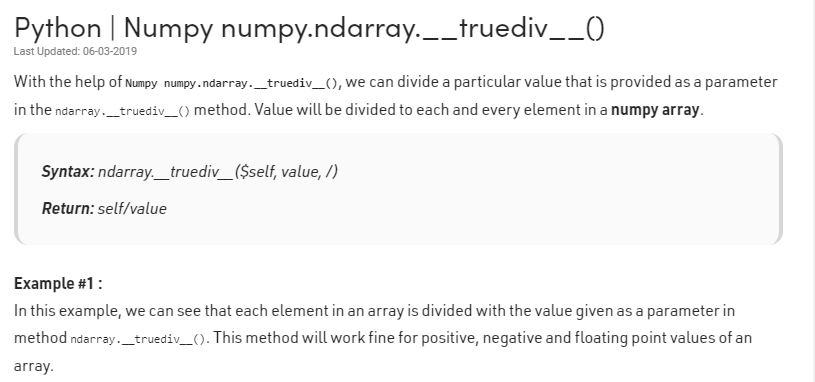 Python | Numpy numpy.ndarray.__truediv__()
Last Updated: 06-03-2019
With the help of Numpy numpy.ndarray.__truediv__(), we can divide a particular value that is provided as a parameter
in the ndarray.__truediv__() method. Value will be divided to each and every element in a numpy array.
Syntax: ndarray.__truediv__($self, value, /)
Return: self/value
Example #1 :
In this example, we can see that each element in an array is divided with the value given as a parameter in
method ndarray.__truediv__(). This method will work fine for positive, negative and floating point values of an
array.